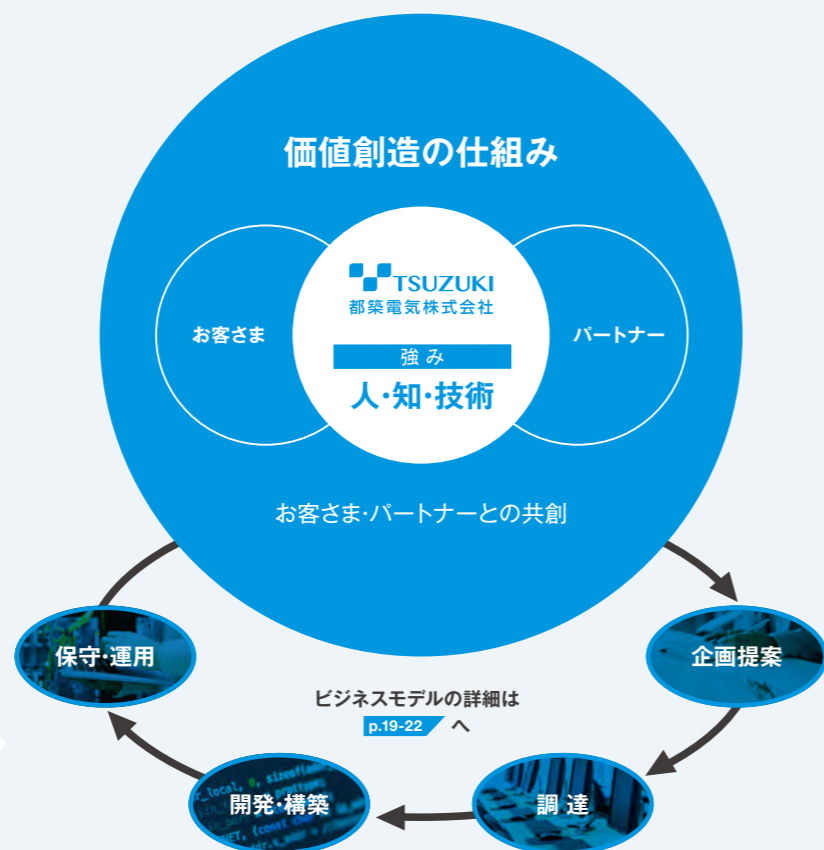 価値創造の仕組み
TSUZUKI
都築電気株式会社
お客さま
パートナー
強み
人・知・技術
お客さま・パートナーとの共創
保守・運用
企画提案
ビジネスモデルの詳細は
p.19-22 へ
開発・構築
調達